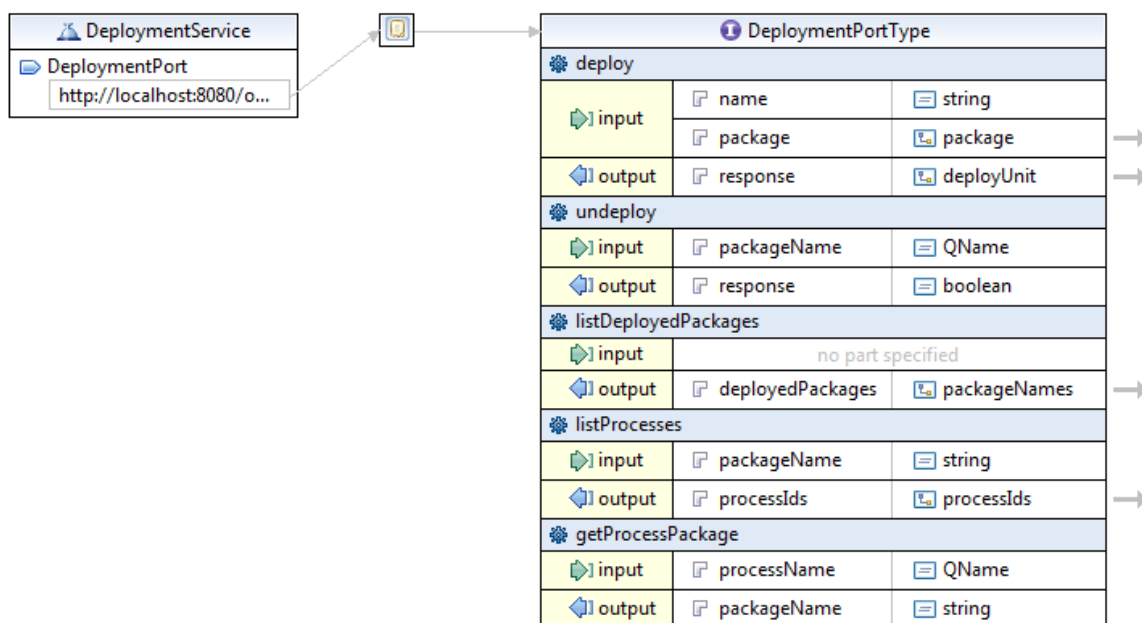 DeploymentService
DeploymentPort
http://localhost:8080/o...
DeploymentPortType
deploy
input
name string
package package
output response deployUnit
undeploy
input packageName QName
output response boolean
listDeployedPackages
input no part specified
output deployedPackages packageNames
listProcesses
input packageName string
output processIds processIds
getProcessPackage
input processName QName
output packageName string